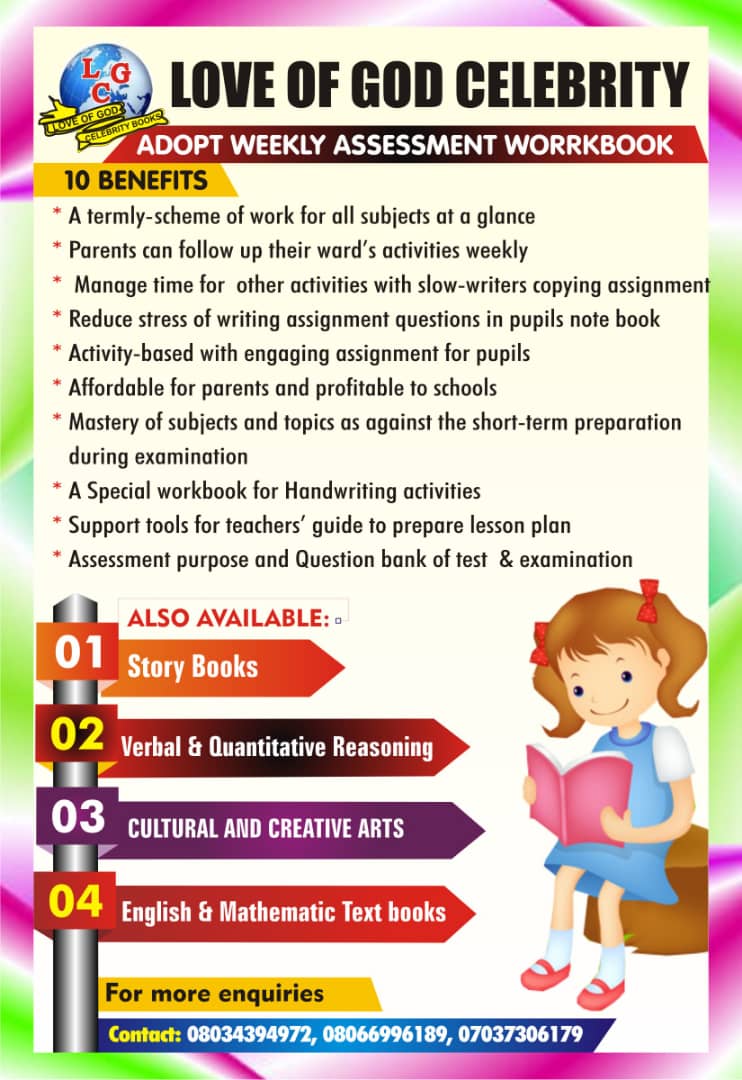 L G
C
LOVE OF GOD
CELEBRITY BOOKS
LOVE OF GOD CELEBRITY
ADOPT WEEKLY ASSESSMENT WORRKBOOK
10 BENEFITS
* A termly-scheme of work for all subjects at a glance
* Parents can follow up their ward's activities weekly
* Manage time for other activities with slow-writers copying assignment
* Reduce stress of writing assignment questions in pupils note book
* Activity-based with engaging assignment for pupils
* Affordable for parents and profitable to schools
* Mastery of subjects and topics as against the short-term preparation
during examination
* A Special workbook for Handwriting activities
* Support tools for teachers' guide to prepare lesson plan
* Assessment purpose and Question bank of test & examination
ALSO AVAILABLE:
01 Story Books
02 Verbal & Quantitative Reasoning
03 CULTURAL AND CREATIVE ARTS
04 English & Mathematic Text books
For more enquiries
Contact: 08034394972, 08066996189, 07037306179